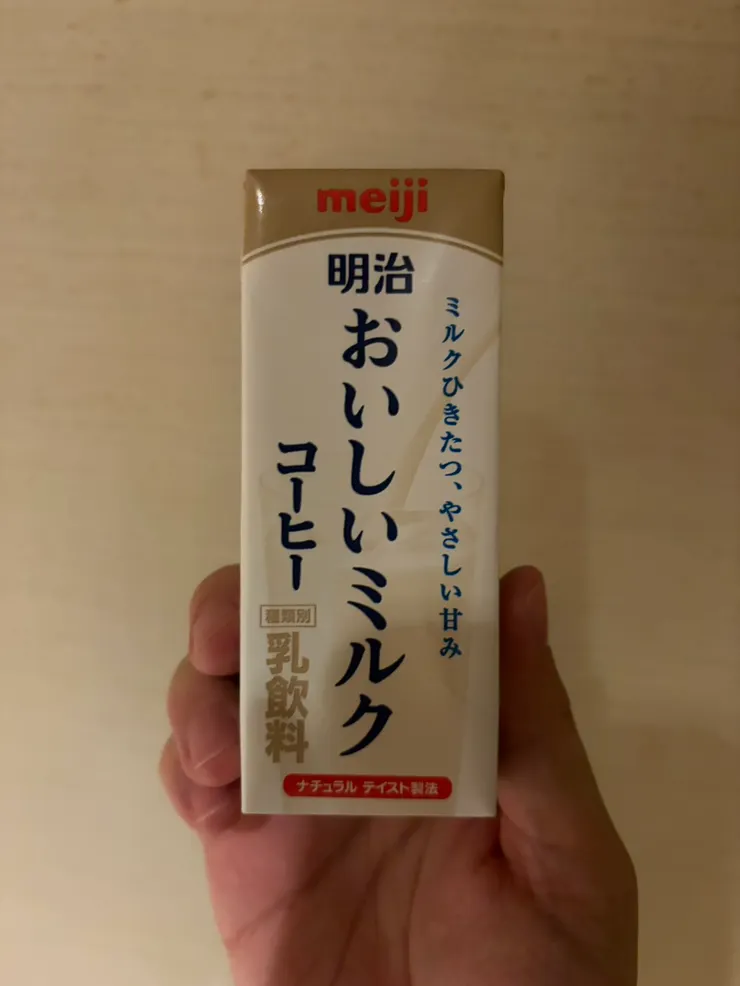 meiji
明治
ミルクひきたつ、やさしい甘み
おいしいミルク
コーヒー
種類別
乳飲料
ナチュラル テイスト製法